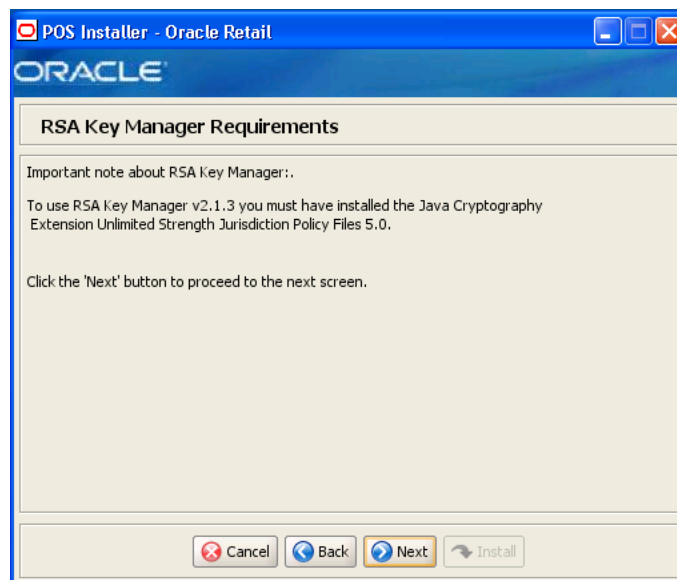 POS Installer - Oracle Retail
ORACLE
RSA Key Manager Requirements
Important note about RSA Key Manager:.
To use RSA Key Manager v2.1.3 you must have installed the Java Cryptography
Extension Unlimited Strength Jurisdiction Policy Files 5.0.
Click the 'Next' button to proceed to the next screen.
Cancel Back Next Install